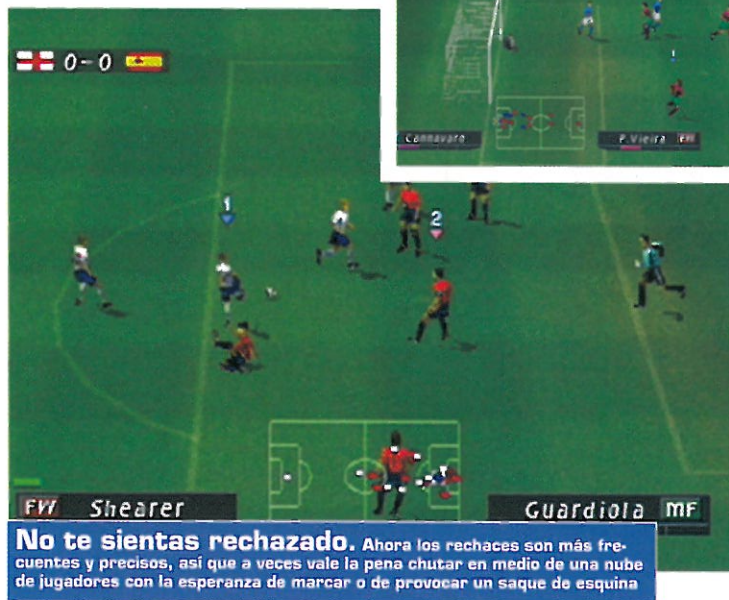 Cannavaro
P.Vieira FW
0-0
1
2
FW Shearer
Guardiola MF
No te sientas rechazado. Ahora los rechaces son más fre-
cuentes y precisos, así que a veces vale la pena chutar en medio de una nube
de jugadores con la esperanza de marcar o de provocar un saque de esquina